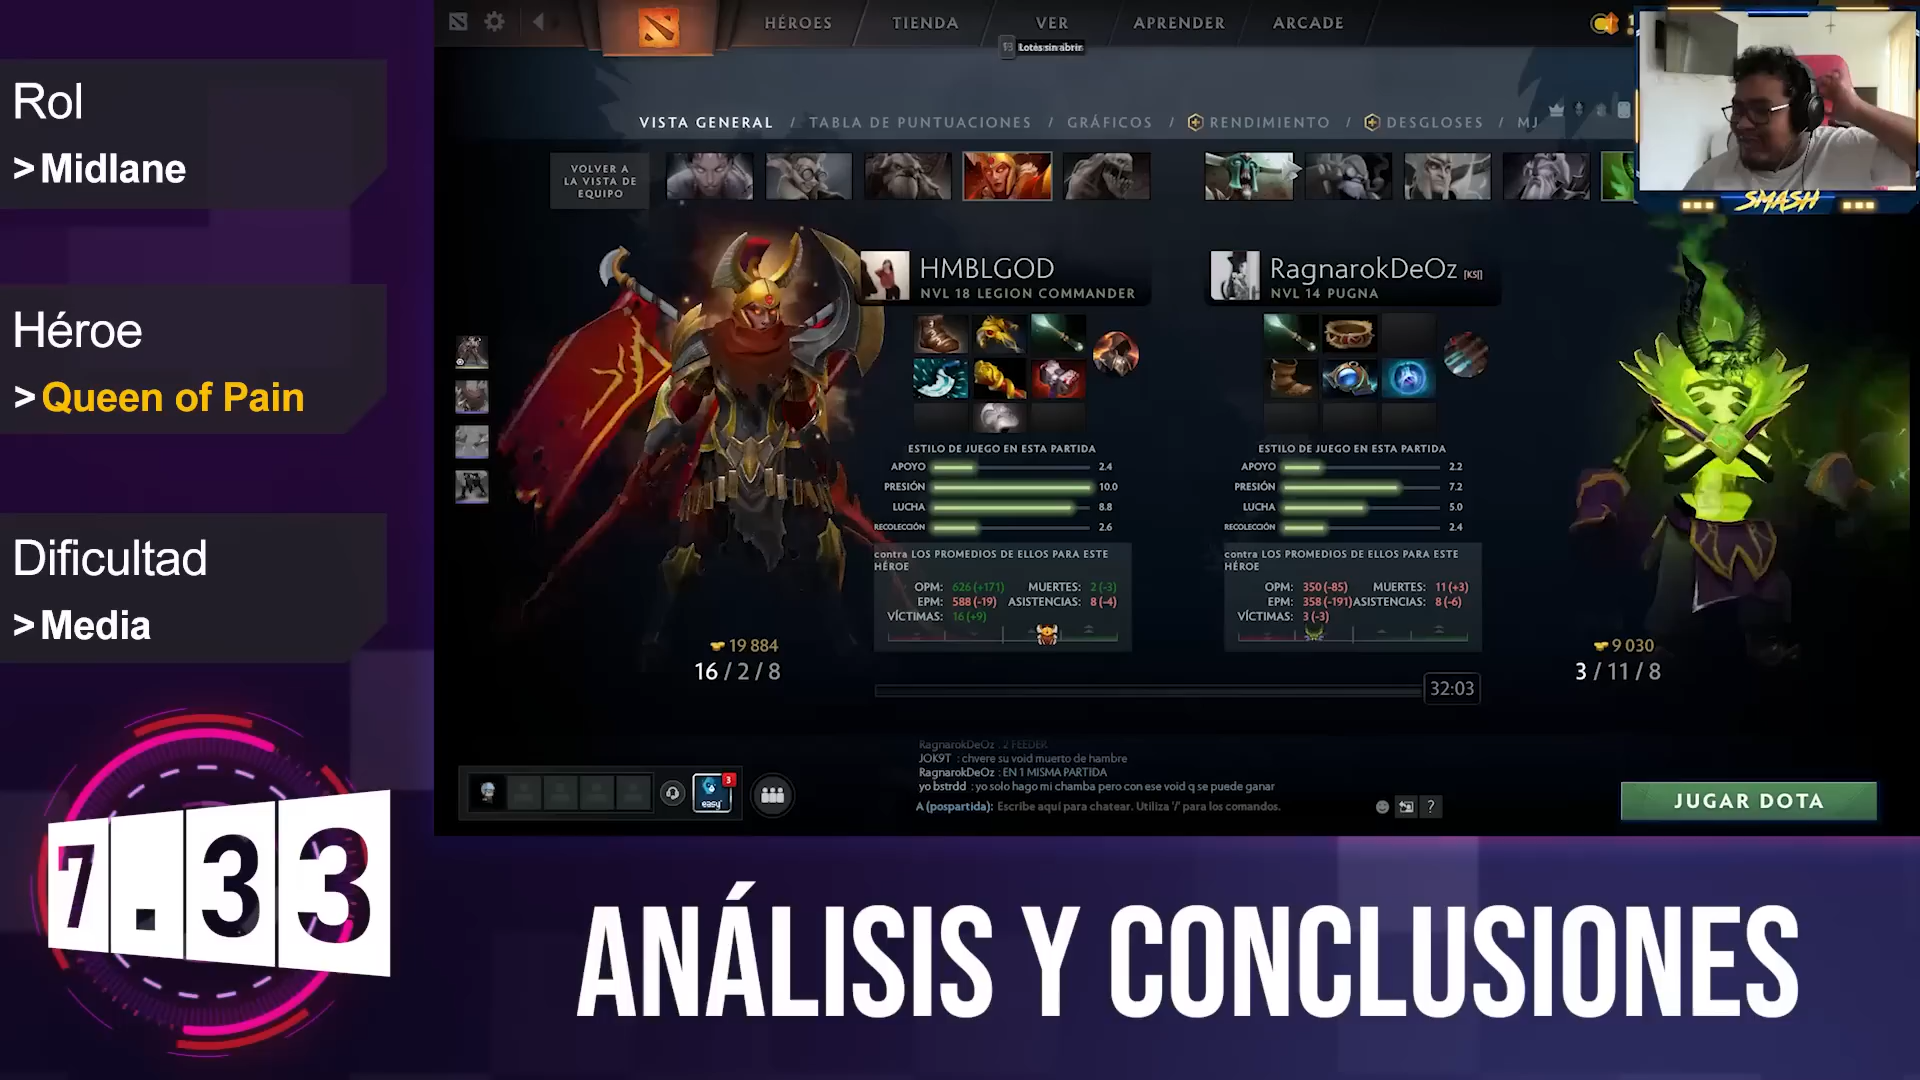 Rol
> Midlane
Héroe
> Queen of Pain
Dificultad
> Media
7.33
HÉROES
TIENDA
VER
APRENDER
ARCADE
VISTA GENERAL / TABLA DE PUNTUACIONES / GRÁFICOS / RENDIMIENTO / DESGLOSES / MJ
VOLVER A
LA VISTA DE
EQUIPO
SMASH
HMBLGOD
NVL 18 LEGION COMMANDER
ESTILO DE JUEGO EN ESTA PARTIDA
APOYO 2.4
PRESIÓN 10.0
LUCHA 8.8
RECOLECCIÓN 2.6
contra LOS PROMEDIOS DE ELLOS PARA ESTE
HÉROE
OPM: 626 (+171) MUERTES: 2 (-3)
EPM: 588 (-19) ASISTENCIAS: 8 (-4)
VÍCTIMAS: 16 (+9)
19 884
16 / 2 / 8
RagnarokDeOz [KS]]
NVL 14 PUGNA
ESTILO DE JUEGO EN ESTA PARTIDA
APOYO 2.2
PRESIÓN 7.2
LUCHA 5.0
RECOLECCIÓN 2.4
contra LOS PROMEDIOS DE ELLOS PARA ESTE
HÉROE
OPM: 350 (-85) MUERTES: 11 (+3)
EPM: 358 (-191) ASISTENCIAS: 8 (-6)
VÍCTIMAS: 3 (-3)
9 030
3 / 11 / 8
32:03
RagnarokDeOz : 2 FEEDER
JOK9T : chvere su void muerto de hambre
RagnarokDeOz : EN 1 MISMA PARTIDA
yo bstrdd : yo solo hago mi chamba pero con ese void q se puede ganar
A (pospartida): Escribe aquí para chatear. Utiliza '/' para los comandos.
?
easy
3
JUGAR DOTA
ANÁLISIS Y CONCLUSIONES